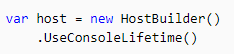 var host = new HostBuilder()
    .UseConsoleLifetime()